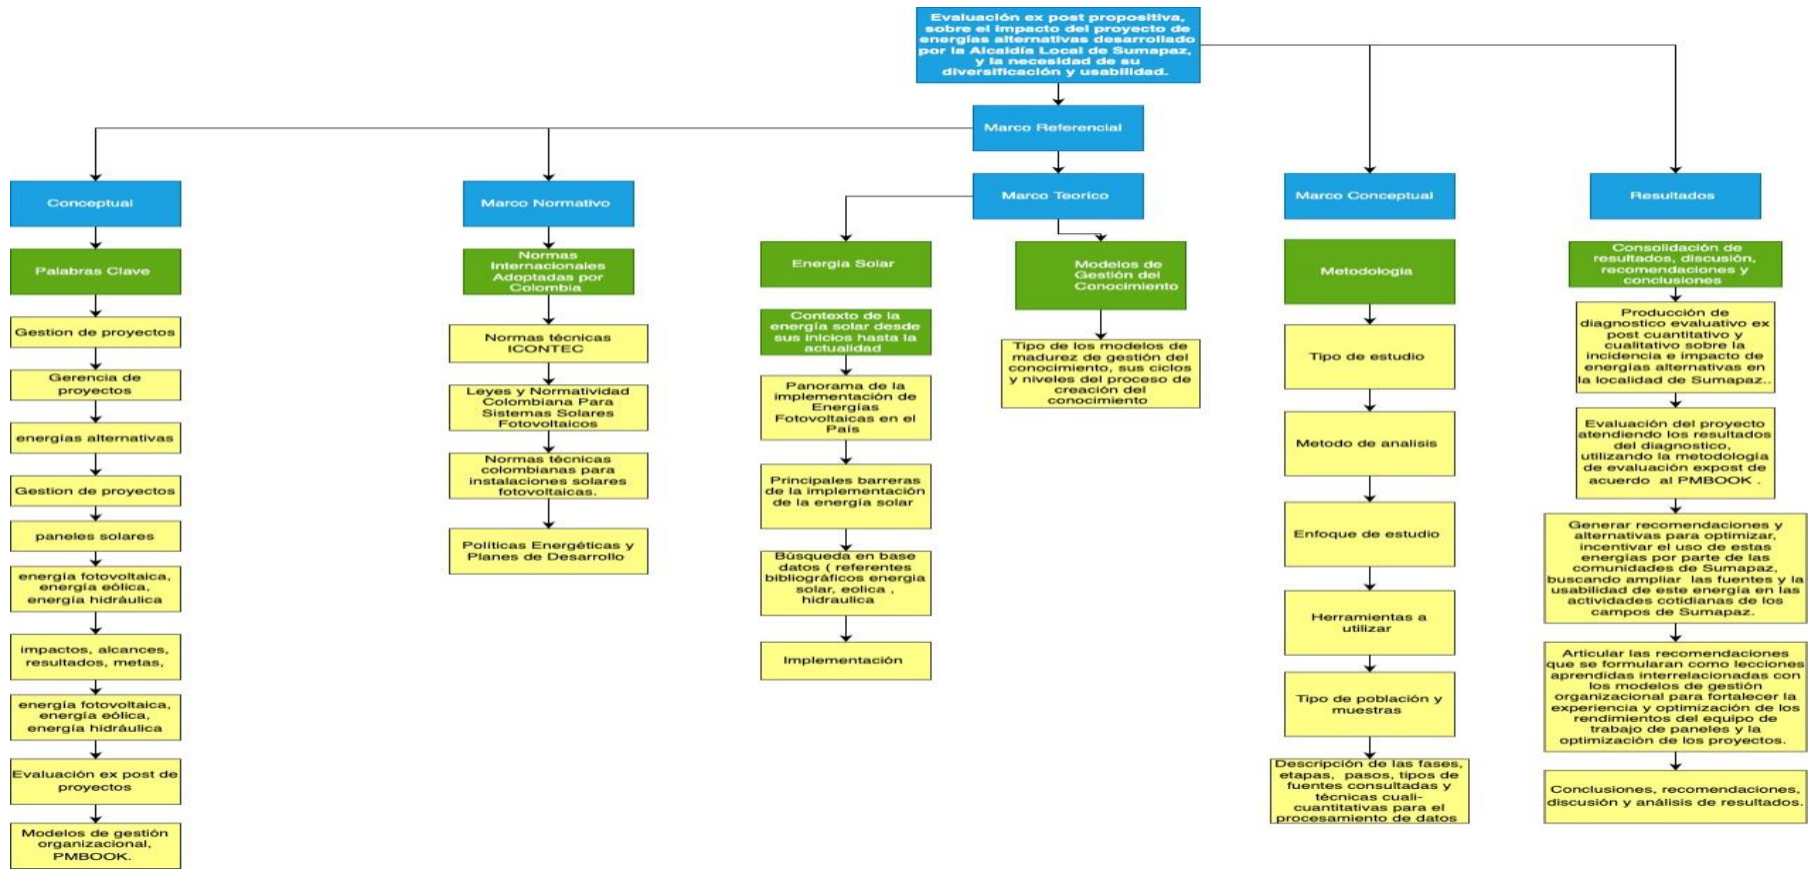 Evaluación ex post propositiva,
sobre el impacto del proyecto de
energías alternativas desarrollado
por la Alcaldía Local de Sumapaz,
y la necesidad de su
diversificación y usabilidad.
Marco Referencial
Conceptual
Palabras Clave
Gestion de proyectos
Gerencia de
proyectos
energías alternativas
Gestion de proyectos
paneles solares
energía fotovoltaica,
energía eólica,
energía hidráulica
impactos, alcances,
resultados, metas,
energía fotovoltaica,
energía eólica,
energía hidráulica
Evaluación ex post de
proyectos
Modelos de gestión
organizacional,
PMBOOK.
Marco Normativo
Normas
Internacionales
Adoptadas por
Colombia
Normas técnicas
ICONTEC
Leyes y Normatividad
Colombiana Para
Sistemas Solares
Fotovoltaicos
Normas técnicas
colombianas para
instalaciones solares
fotovoltaicas.
Políticas Energéticas y
Planes de Desarrollo
Marco Teorico
Energia Solar
Contexto de la
energía solar desde
sus inicios hasta la
actualidad
Panorama de la
implementación de
Energías
Fotovoltaicas en el
País
Principales barreras
de la implementación
de la energía solar
Búsqueda en base
datos ( referentes
bibliográficos energia
solar, eolica ,
hidraulica
Implementación
Modelos de
Gestión del
Conocimiento
Tipo de los modelos de
madurez de gestión del
conocimiento, sus ciclos
y niveles del proceso de
creación del
conocimiento
Marco Conceptual
Metodologia
Tipo de estudio
Metodo de analisis
Enfoque de estudio
Herramientas a
utilizar
Tipo de población y
muestras
Descripción de las fases,
etapas, pasos, tipos de
fuentes consultadas y
técnicas cuali-
cuantitativas para el
procesamiento de datos
Resultados
Consolidación de
resultados, discusión,
recomendaciones y
conclusiones
Producción de
diagnostico evaluativo ex
post cuantitativo y
cualitativo sobre la
incidencia e impacto de
energías alternativas en
la localidad de Sumapaz..
Evaluación del proyecto
atendiendo los resultados
del diagnostico,
utilizando la metodología
de evaluación expost de
acuerdo al PMBOOK .
Generar recomendaciones y
alternativas para optimizar,
incentivar el uso de estas
energías por parte de las
comunidades de Sumapaz,
buscando ampliar las fuentes y la
usabilidad de este energía en las
actividades cotidianas de los
campos de Sumapaz.
Articular las recomendaciones
que se formularan como lecciones
aprendidas interrelacionadas con
los modelos de gestión
organizacional para fortalecer la
experiencia y optimización de los
rendimientos del equipo de
trabajo de paneles y la
optimización de los proyectos.
Conclusiones, recomendaciones,
discusión y análisis de resultados.